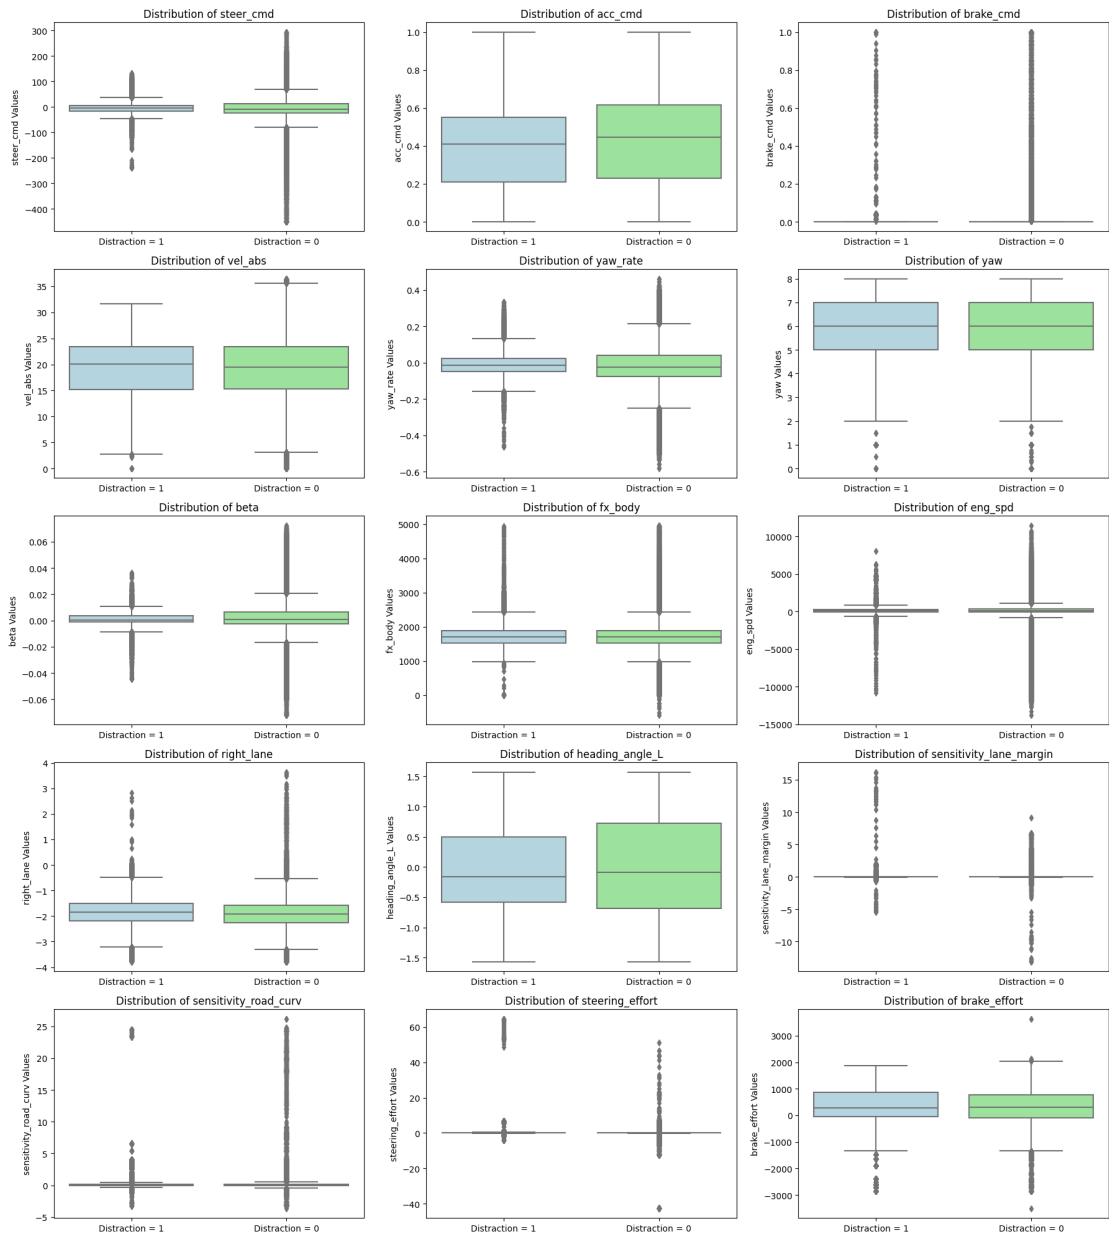 Distribution of steer_cmd
steer_cmd Values
300
200
100
0
−100
−200
−300
−400
Distraction = 1
Distraction = 0
Distribution of acc_cmd
acc_cmd Values
1.0
0.8
0.6
0.4
0.2
0.0
Distraction = 1
Distraction = 0
Distribution of brake_cmd
brake_cmd Values
1.0
0.8
0.6
0.4
0.2
0.0
Distraction = 1
Distraction = 0
Distribution of vel_abs
vel_abs Values
35
30
25
20
15
10
5
0
Distraction = 1
Distraction = 0
Distribution of yaw_rate
yaw_rate Values
0.4
0.2
0.0
−0.2
−0.4
−0.6
Distraction = 1
Distraction = 0
Distribution of yaw
yaw Values
8
7
6
5
4
3
2
1
0
Distraction = 1
Distraction = 0
Distribution of beta
beta Values
0.06
0.04
0.02
0.00
−0.02
−0.04
−0.06
Distraction = 1
Distraction = 0
Distribution of fx_body
fx_body Values
5000
4000
3000
2000
1000
0
Distraction = 1
Distraction = 0
Distribution of eng_spd
eng_spd Values
10000
5000
0
−5000
−10000
−15000
Distraction = 1
Distraction = 0
Distribution of right_lane
right_lane Values
4
3
2
1
0
−1
−2
−3
−4
Distraction = 1
Distraction = 0
Distribution of heading_angle_L
heading_angle_L Values
1.5
1.0
0.5
0.0
−0.5
−1.0
−1.5
Distraction = 1
Distraction = 0
Distribution of sensitivity_lane_margin
sensitivity_lane_margin Values
15
10
5
0
−5
−10
Distraction = 1
Distraction = 0
Distribution of sensitivity_road_curv
sensitivity_road_curv Values
25
20
15
10
5
0
−5
Distraction = 1
Distraction = 0
Distribution of steering_effort
steering_effort Values
60
40
20
0
−20
−40
Distraction = 1
Distraction = 0
Distribution of brake_effort
brake_effort Values
3000
2000
1000
0
−1000
−2000
−3000
Distraction = 1
Distraction = 0